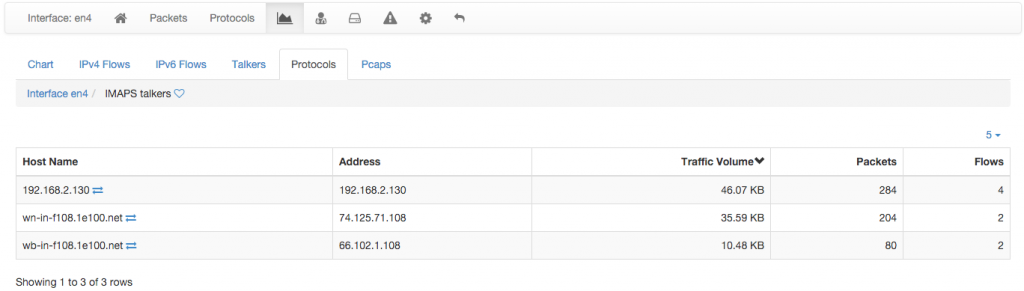 Interface: en4 Packets Protocols
Chart IPv4 Flows IPv6 Flows Talkers Protocols Pcaps
Interface en4 / IMAPS talkers
5
Host Name Address Traffic Volume Packets Flows
192.168.2.130 192.168.2.130 46.07 KB 284 4
wn-in-f108.1e100.net 74.125.71.108 35.59 KB 204 2
wb-in-f108.1e100.net 66.102.1.108 10.48 KB 80 2
Showing 1 to 3 of 3 rows